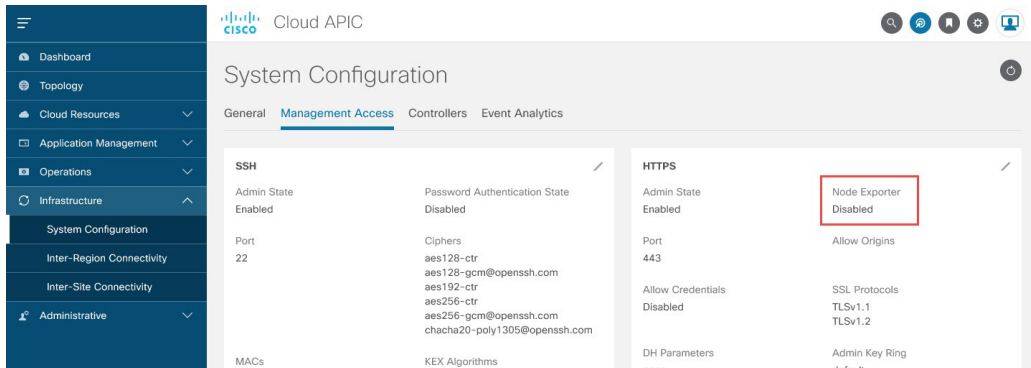 CISCO
Cloud APIC
Dashboard
Topology
Cloud Resources
Application Management
Operations
Infrastructure
System Configuration
Inter-Region Connectivity
Inter-Site Connectivity
Administrative
System Configuration
General Management Access Controllers Event Analytics
SSH
Admin State Password Authentication State
Enabled Disabled
Port Ciphers
22 aes128-ctr
aes128-gcm@openssh.com
aes192-ctr
aes256-ctr
aes256-gcm@openssh.com
chacha20-poly1305@openssh.com
MACs KEX Algorithms
HTTPS
Admin State Node Exporter
Enabled Disabled
Port Allow Origins
443
Allow Credentials SSL Protocols
Disabled TLSv1.1
TLSv1.2
DH Parameters Admin Key Ring